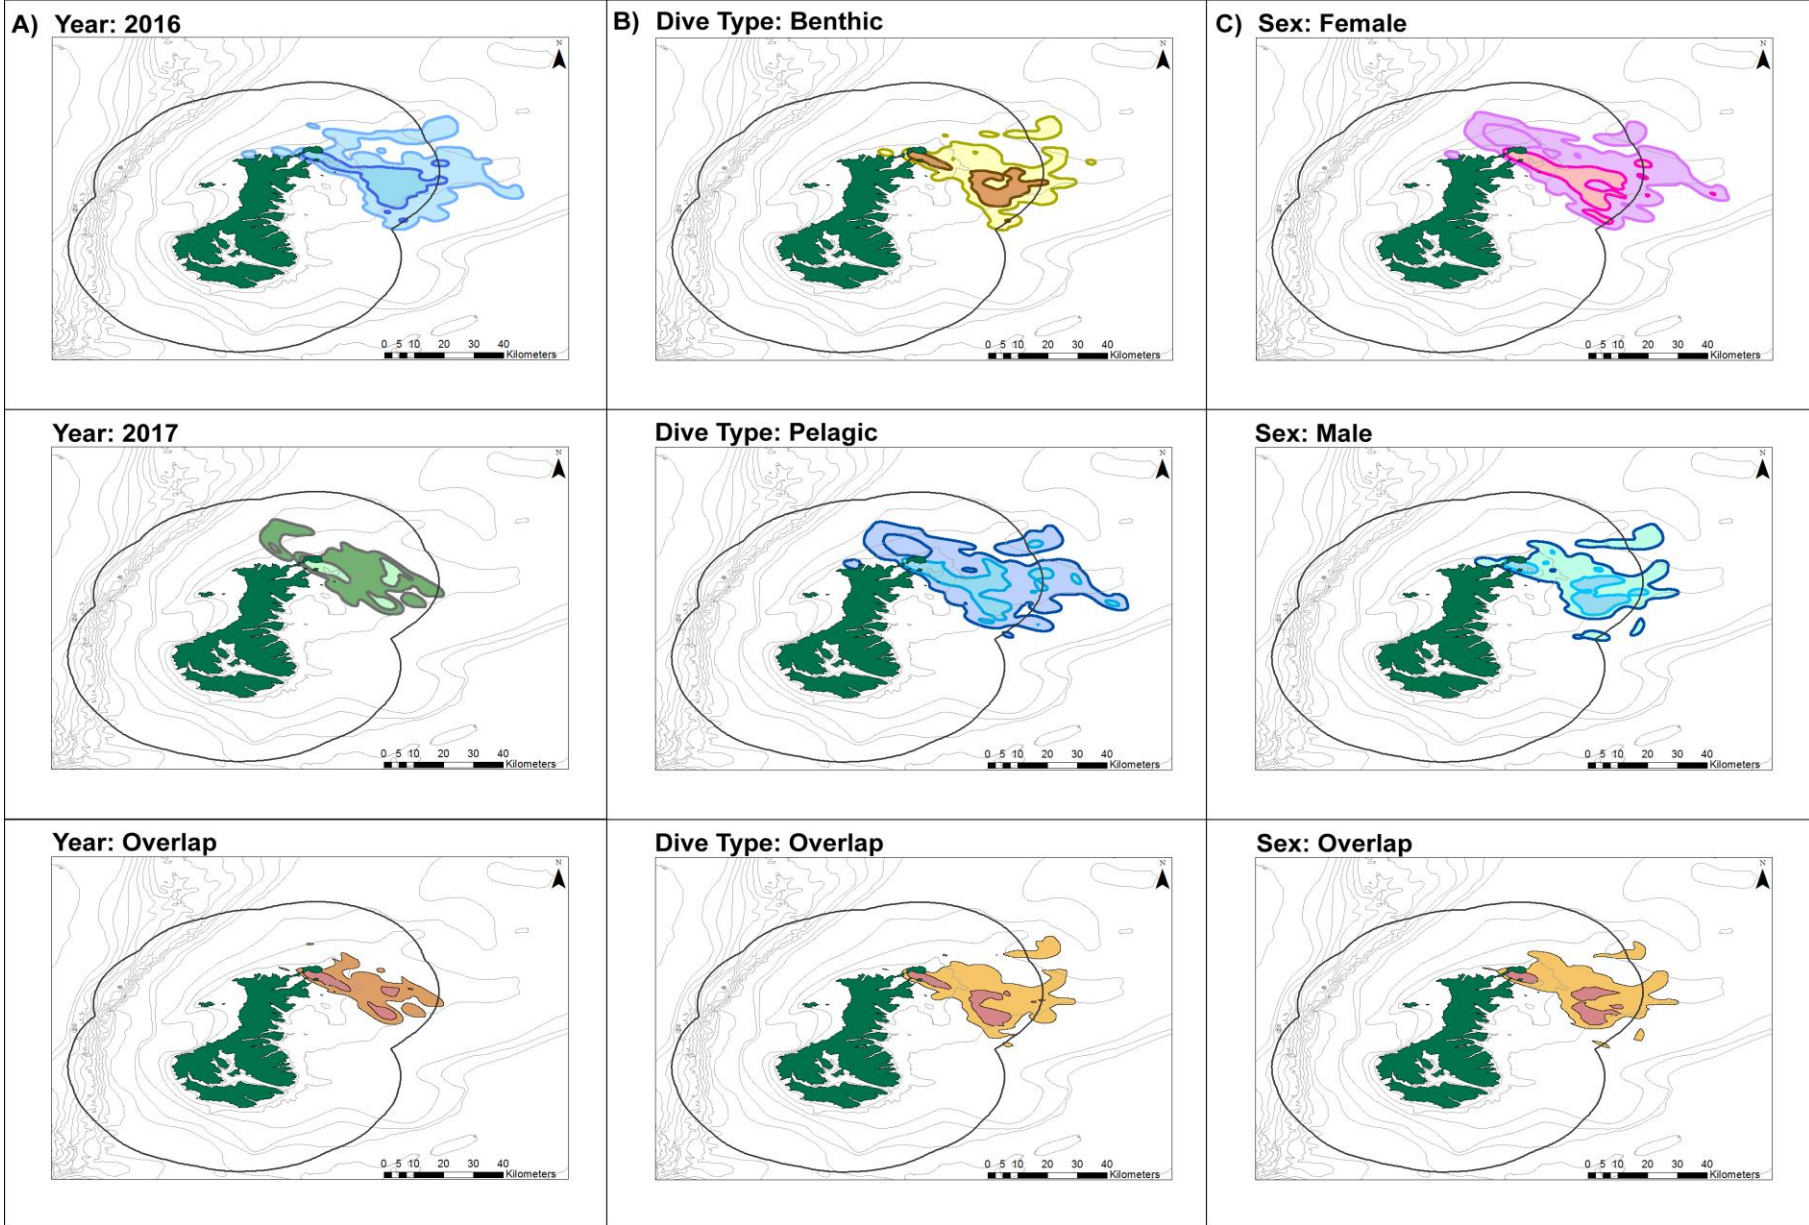 A) Year: 2016
N
0 5 10 20 30 40
Kilometers
B) Dive Type: Benthic
N
0 5 10 20 30 40
Kilometers
C) Sex: Female
N
0 5 10 20 30 40
Kilometers
Year: 2017
N
0 5 10 20 30 40
Kilometers
Dive Type: Pelagic
N
0 5 10 20 30 40
Kilometers
Sex: Male
N
0 5 10 20 30 40
Kilometers
Year: Overlap
N
0 5 10 20 30 40
Kilometers
Dive Type: Overlap
N
0 5 10 20 30 40
Kilometers
Sex: Overlap
N
0 5 10 20 30 40
Kilometers